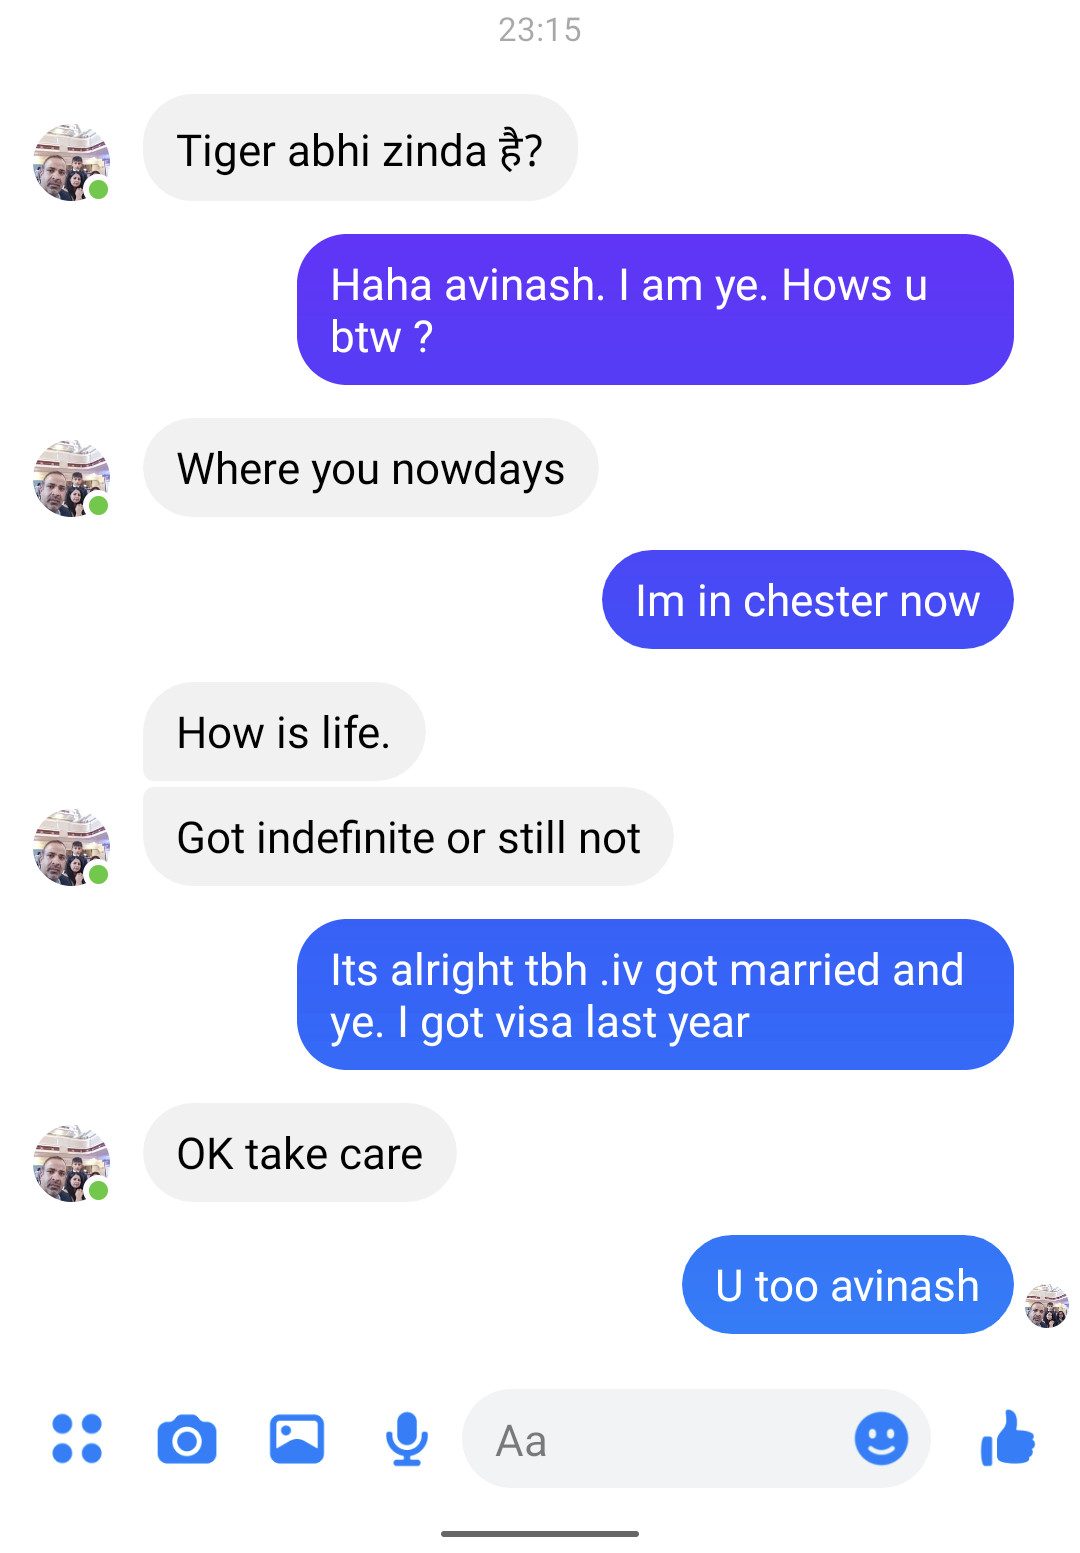 23:15
Tiger abhi zinda है?
Haha avinash. I am ye. Hows u
btw ?
Where you nowdays
Im in chester now
How is life.
Got indefinite or still not
Its alright tbh .iv got married and
ye. I got visa last year
OK take care
U too avinash
Aa